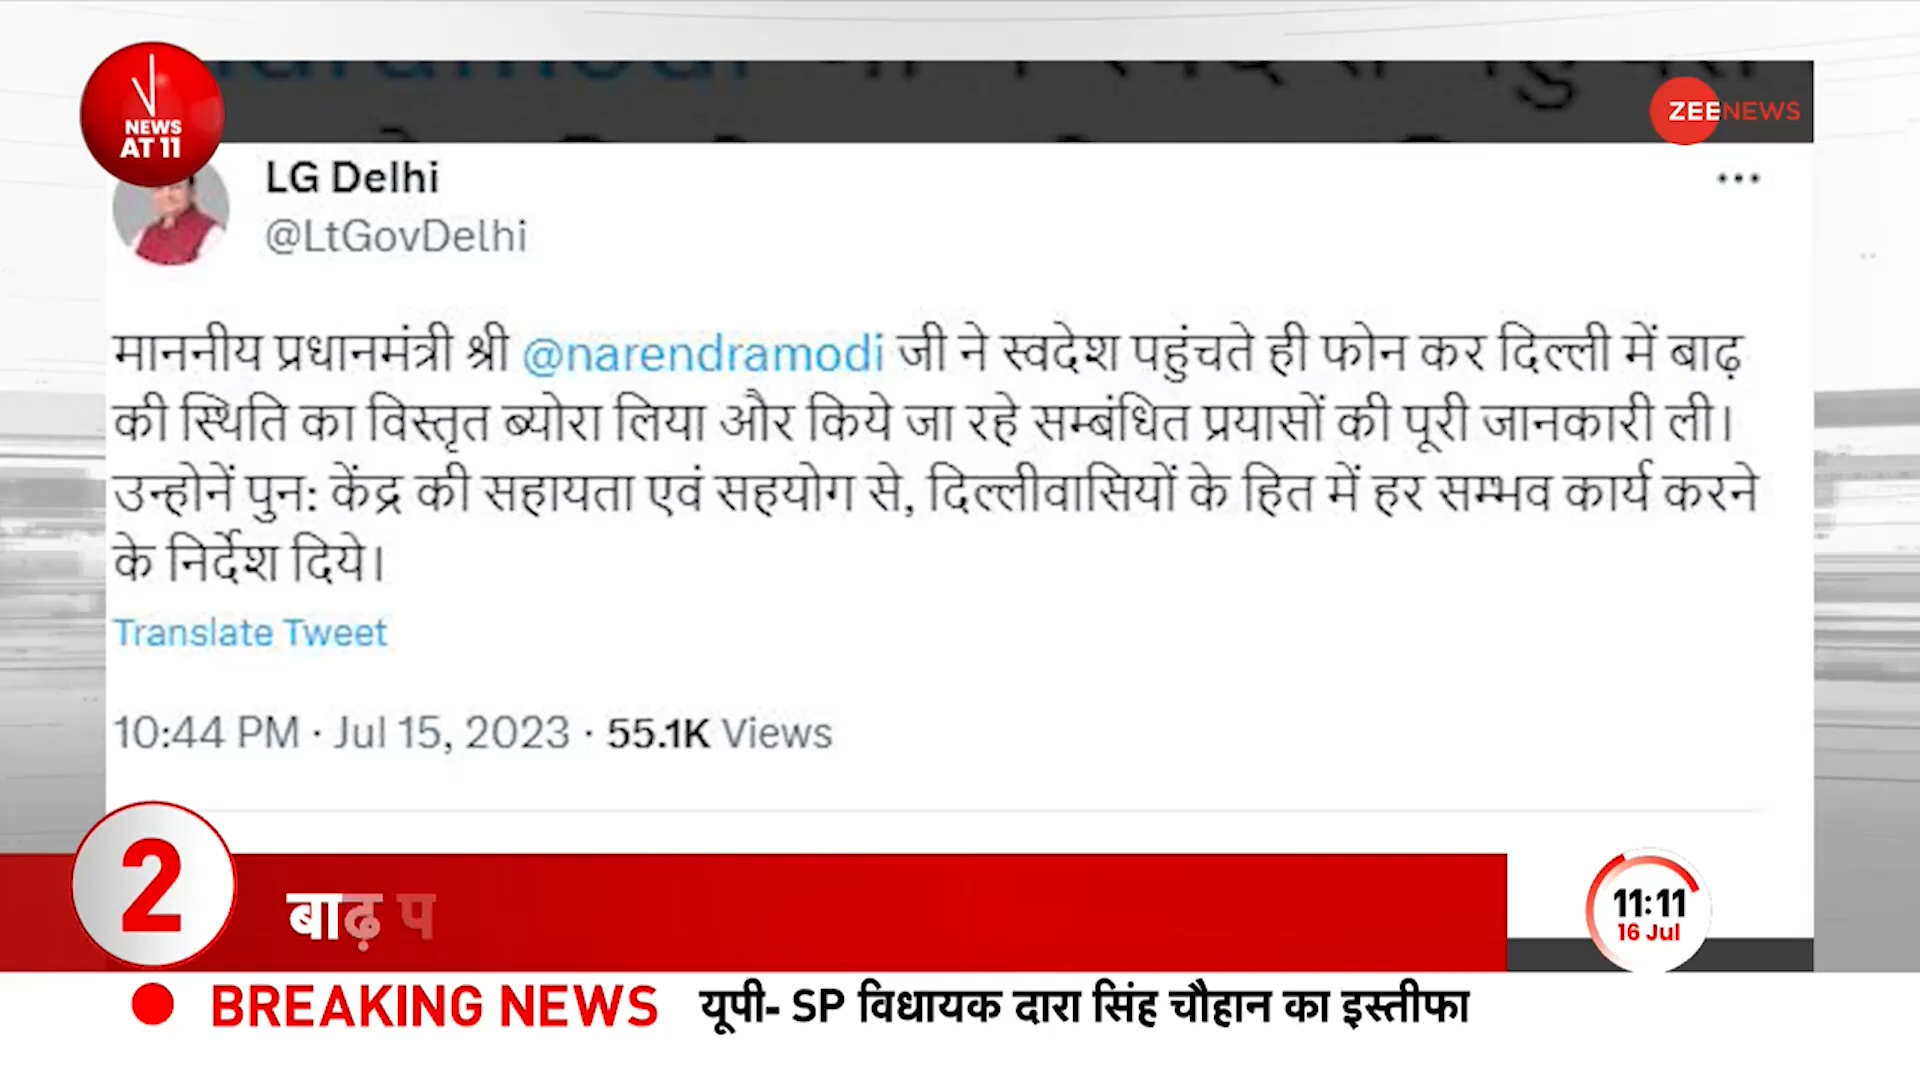 NEWS
AT 11
ZEENEWS
LG Delhi
@LtGovDelhi
माननीय प्रधानमंत्री श्री @narendramodi जी ने स्वदेश पहुंचते ही फोन कर दिल्ली में बाढ़
की स्थिति का विस्तृत ब्योरा लिया और किये जा रहे सम्बंधित प्रयासों की पूरी जानकारी ली।
उन्होनें पुन: केंद्र की सहायता एवं सहयोग से, दिल्लीवासियों के हित में हर सम्भव कार्य करने
के निर्देश दिये।
Translate Tweet
10:44 PM · Jul 15, 2023 · 55.1K Views
2
बाढ़ प
11:11
16 Jul
BREAKING NEWS यूपी- SP विधायक दारा सिंह चौहान का इस्तीफा